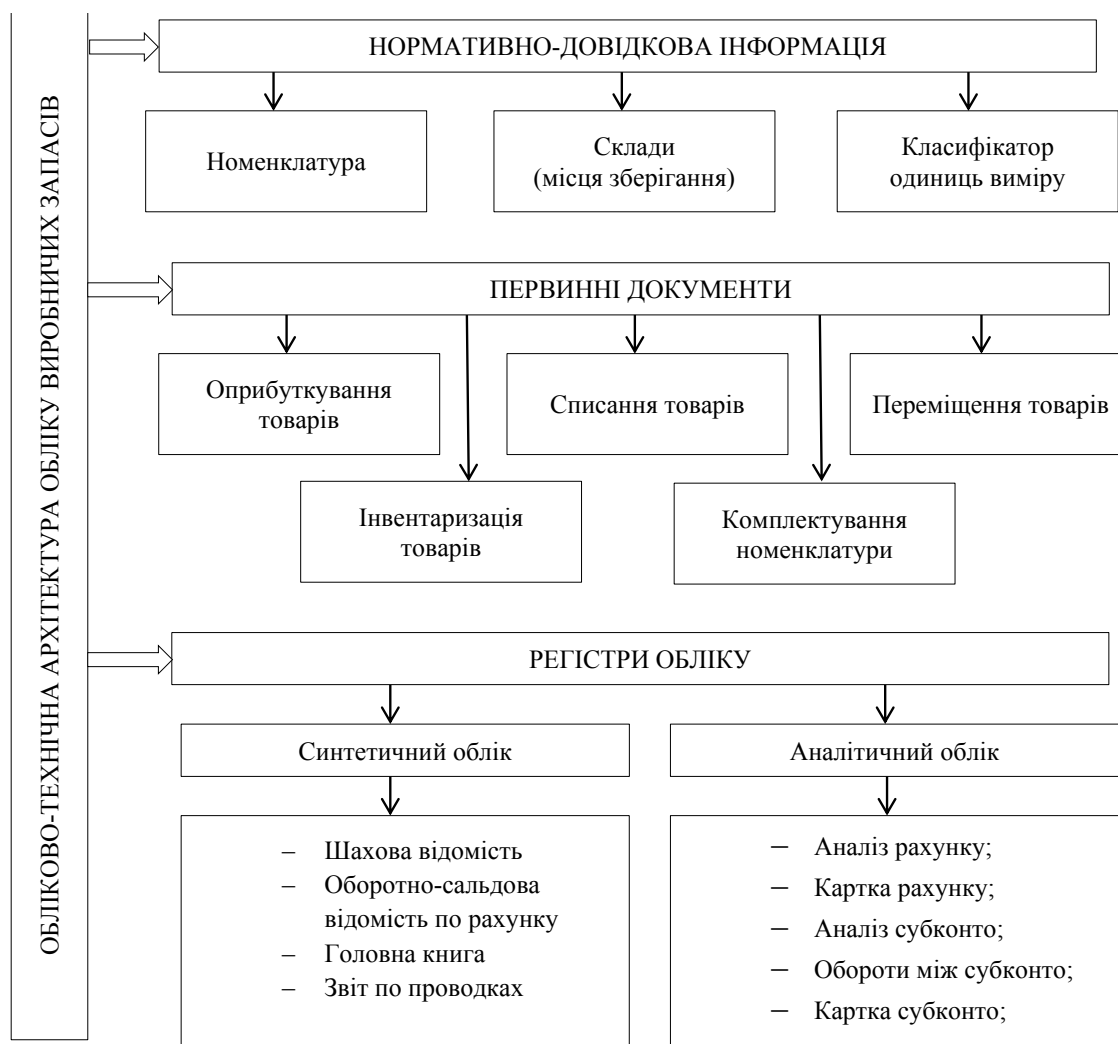 ОБЛІКОВО-ТЕХНІЧНА АРХІТЕКТУРА ОБЛІКУ ВИРОБНИЧИХ ЗАПАСІВ
НОРМАТИВНО-ДОВІДКОВА ІНФОРМАЦІЯ
Номенклатура
Склади
(місця зберігання)
Класифікатор
одиниць виміру
ПЕРВИННІ ДОКУМЕНТИ
Оприбуткування
товарів
Списання товарів
Переміщення товарів
Інвентаризація
товарів
Комплектування
номенклатури
РЕГІСТРИ ОБЛІКУ
Синтетичний облік
Аналітичний облік
– Шахова відомість
– Оборотно-сальдова
відомість по рахунку
– Головна книга
– Звіт по проводках
– Аналіз рахунку;
– Картка рахунку;
– Аналіз субконто;
– Обороти між субконто;
– Картка субконто;